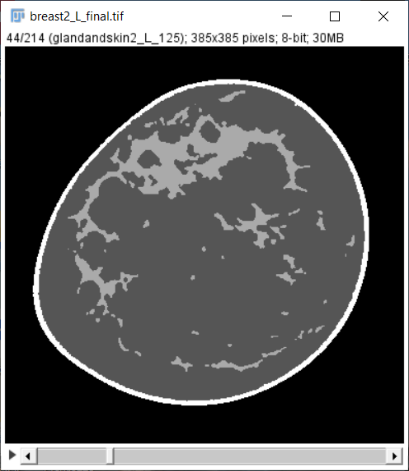 breast2_L_final.tif
44/214 (glandandskin2_L_125); 385x385 pixels; 8-bit; 30MB